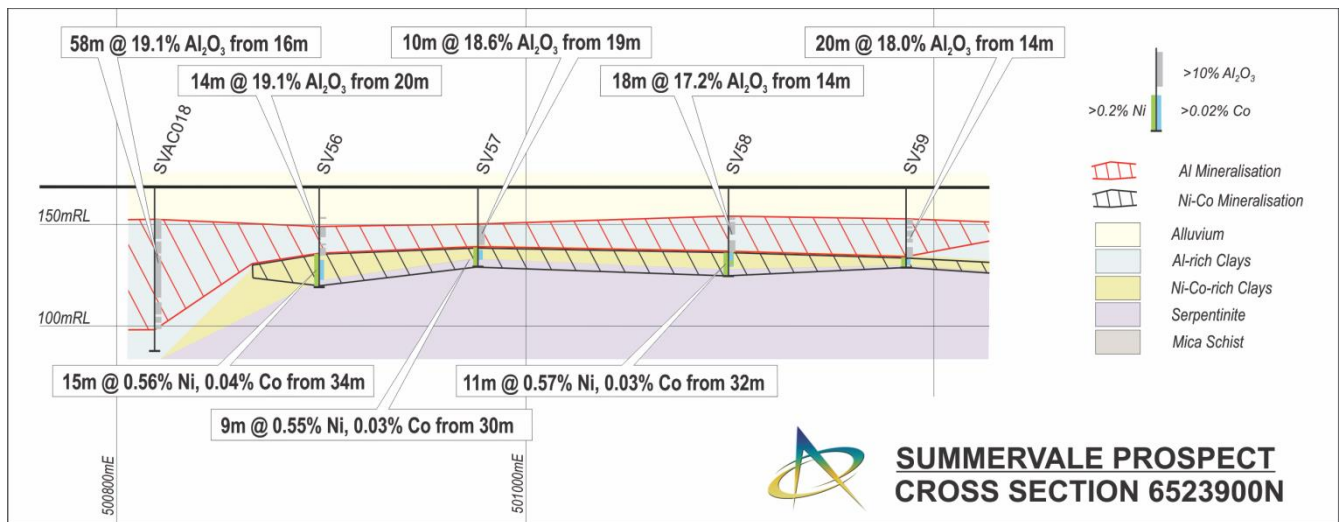 58m @ 19.1% Al₂O₃ from 16m
10m @ 18.6% Al₂O₃ from 19m
20m @ 18.0% Al₂O₃ from 14m
14m @ 19.1% Al₂O₃ from 20m
18m @ 17.2% Al₂O₃ from 14m
>10% Al₂O₃
>0.2% Ni
>0.02% Co
SVAC018
SV56
SV57
SV58
SV59
150mRL
100mRL
Al Mineralisation
Ni-Co Mineralisation
Alluvium
Al-rich Clays
Ni-Co-rich Clays
Serpentinite
Mica Schist
15m @ 0.56% Ni, 0.04% Co from 34m
11m @ 0.57% Ni, 0.03% Co from 32m
9m @ 0.55% Ni, 0.03% Co from 30m
500800mE
501000mE
SUMMERVALE PROSPECT
CROSS SECTION 6523900N